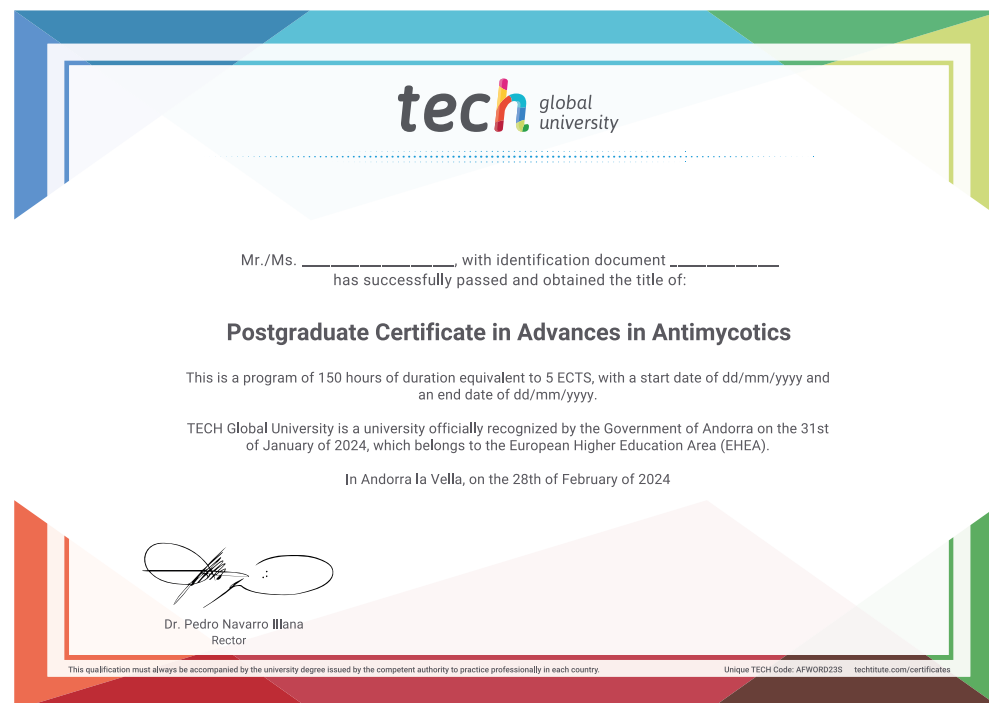 tech global university
Mr./Ms. __________________, with identification document _____________
has successfully passed and obtained the title of:
Postgraduate Certificate in Advances in Antimycotics
This is a program of 150 hours of duration equivalent to 5 ECTS, with a start date of dd/mm/yyyy and
an end date of dd/mm/yyyy.
TECH Global University is a university officially recognized by the Government of Andorra on the 31st
of January of 2024, which belongs to the European Higher Education Area (EHEA).
In Andorra la Vella, on the 28th of February of 2024
Dr. Pedro Navarro Illana
Rector
This qualification must always be accompanied by the university degree issued by the competent authority to practice professionally in each country.
Unique TECH Code: AFWORD23S techtitute.com/certificates